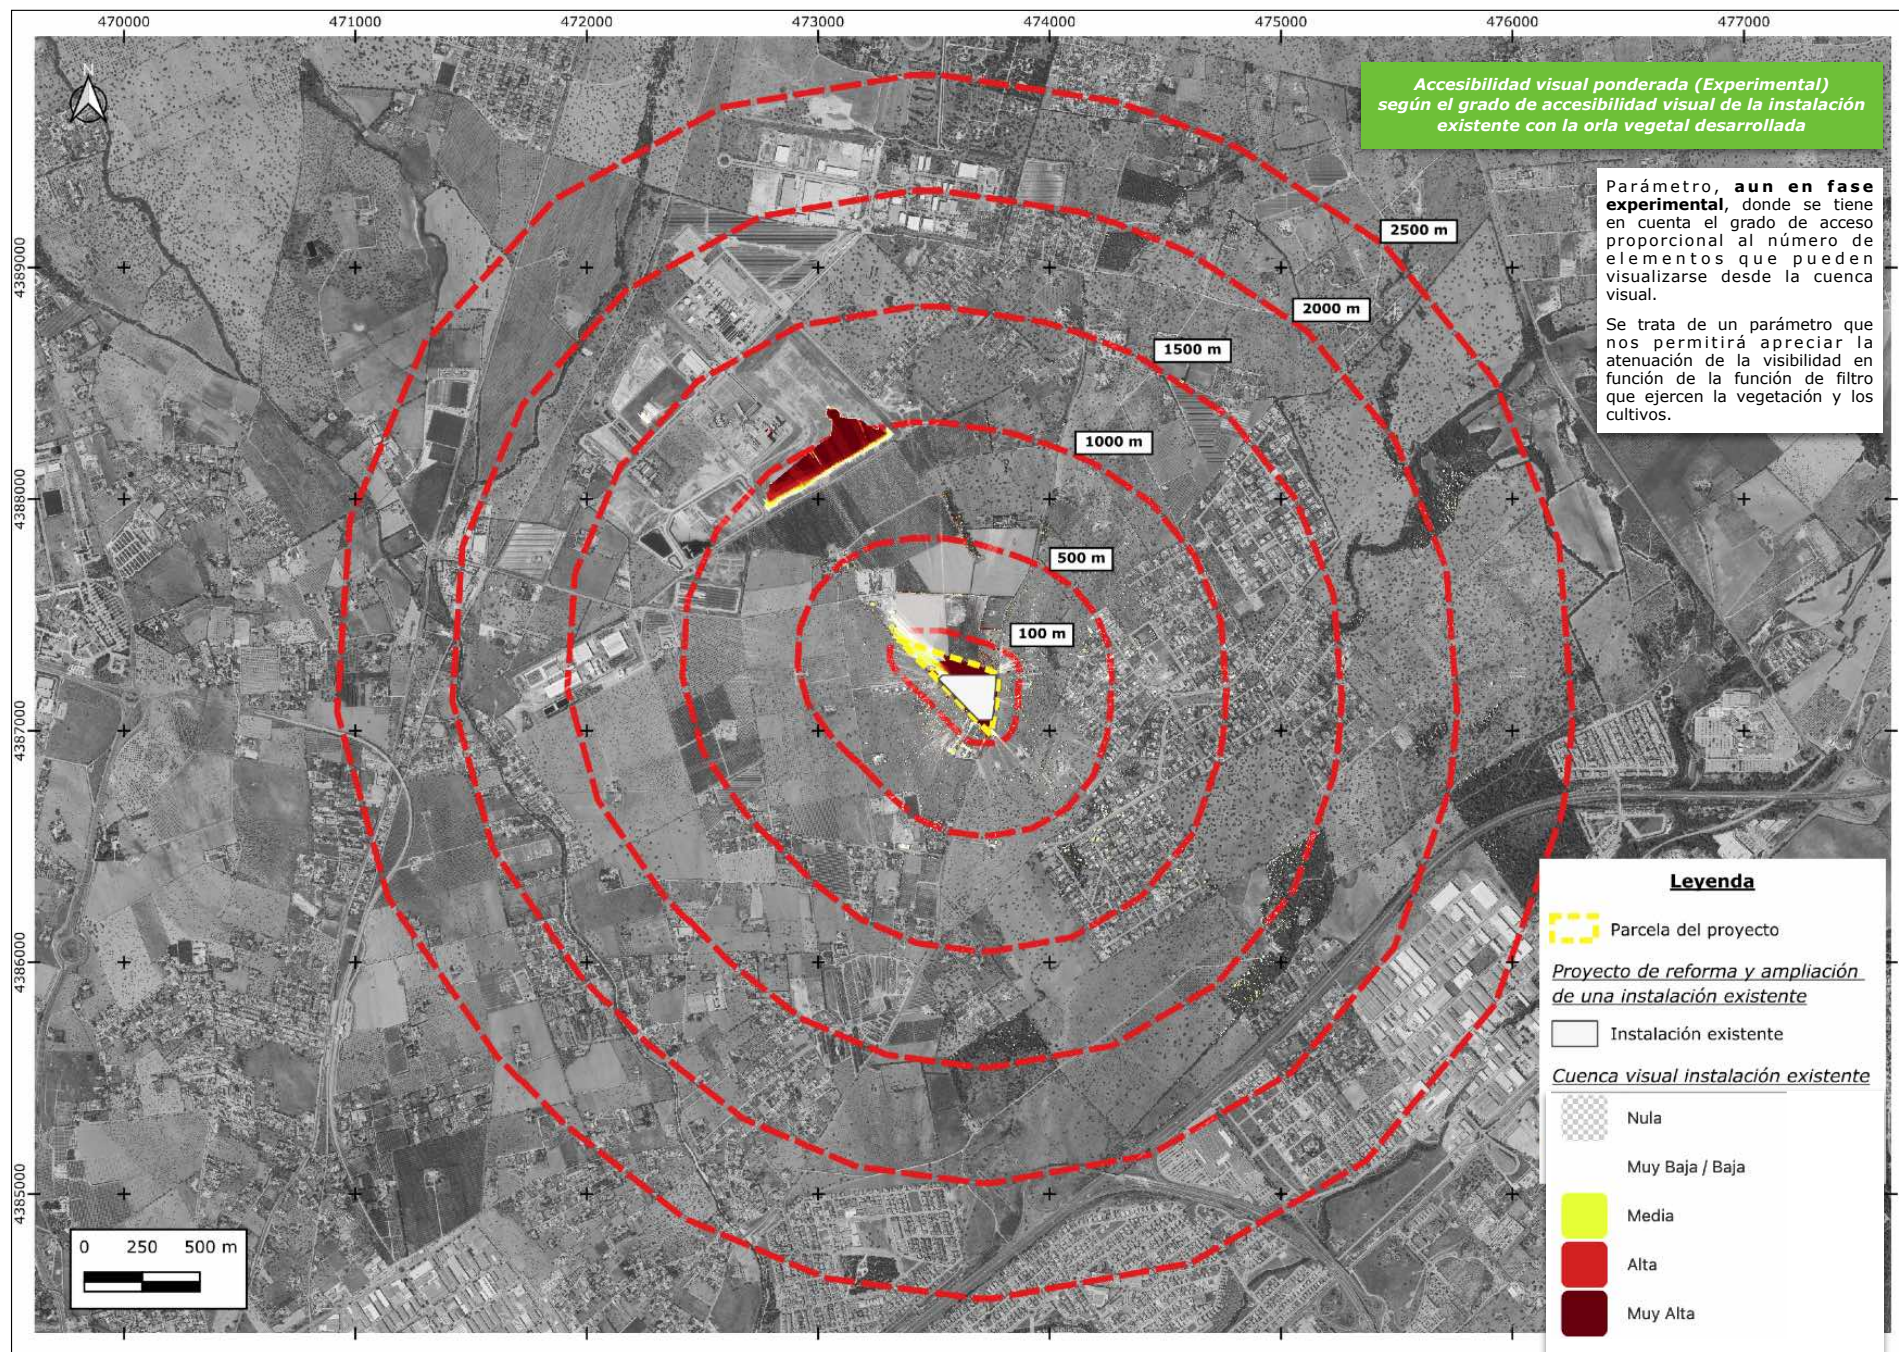 470000 471000 472000 473000 474000 475000 476000 477000
N
Accesibilidad visual ponderada (Experimental)
según el grado de accesibilidad visual de la instalación
existente con la orla vegetal desarrollada
Parámetro, aun en fase
experimental, donde se tiene
en cuenta el grado de acceso
proporcional al número de
elementos que pueden
visualizarse desde la cuenca
visual.
Se trata de un parámetro que
nos permitirá apreciar la
atenuación de la visibilidad en
función de la función de filtro
que ejercen la vegetación y los
cultivos.
2500 m
2000 m
1500 m
1000 m
500 m
100 m
4389000
4388000
4387000
4386000
4385000
Leyenda
Parcela del proyecto
Proyecto de reforma y ampliación
de una instalación existente
Instalación existente
Cuenca visual instalación existente
Nula
Muy Baja / Baja
Media
Alta
Muy Alta
0 250 500 m